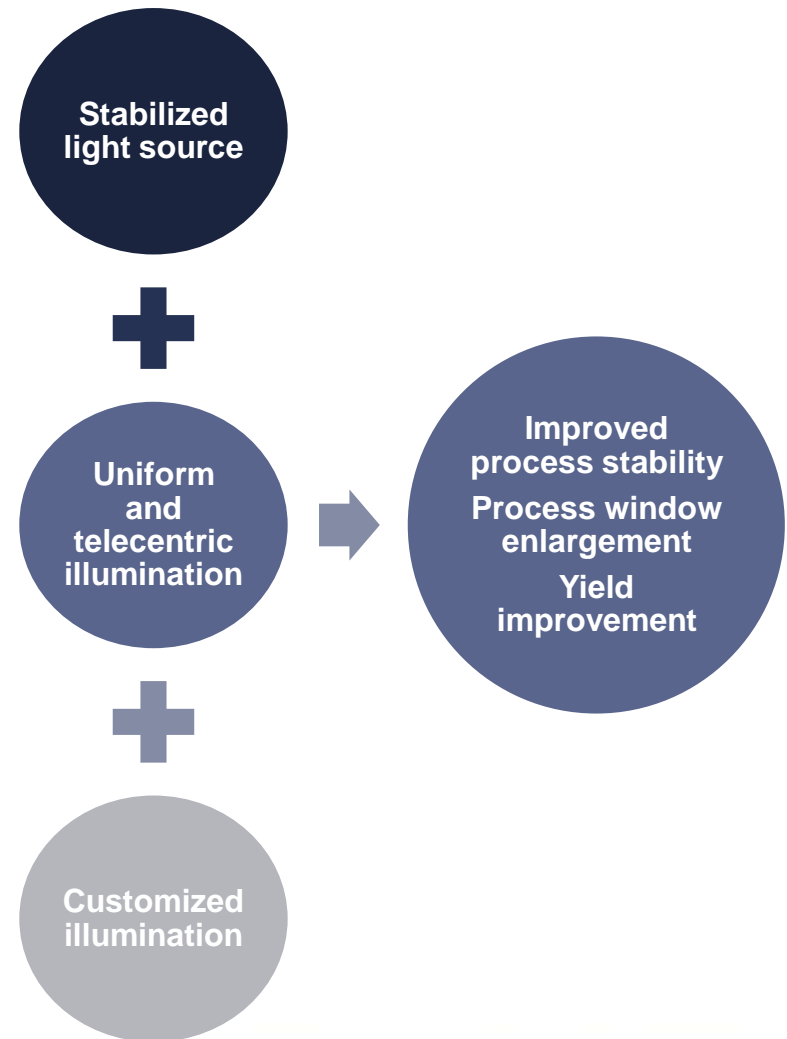 Stabilized
light source
Uniform
and
telecentric
illumination
Improved
process stability
Process window
enlargement
Yield
improvement
Customized
illumination